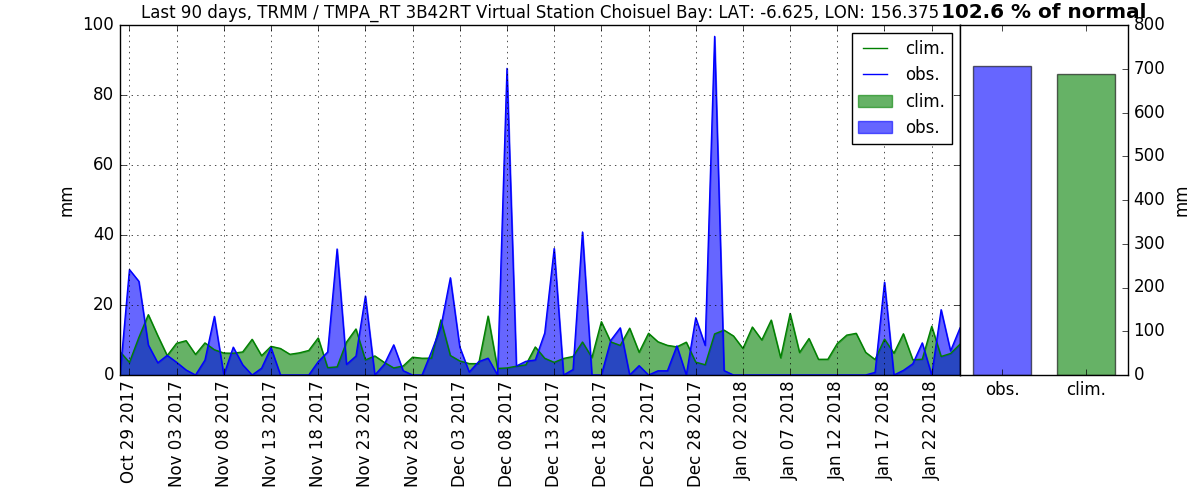 Last 90 days, TRMM / TMPA_RT 3B42RT Virtual Station Choisuel Bay: LAT: -6.625, LON: 156.375 102.6 % of normal
100
80
60
40
20
0
mm
clim.
obs.
clim.
obs.
800
700
600
500
400
300
200
100
0
mm
Oct 29 2017
Nov 03 2017
Nov 08 2017
Nov 13 2017
Nov 18 2017
Nov 23 2017
Nov 28 2017
Dec 03 2017
Dec 08 2017
Dec 13 2017
Dec 18 2017
Dec 23 2017
Dec 28 2017
Jan 02 2018
Jan 07 2018
Jan 12 2018
Jan 17 2018
Jan 22 2018
obs.
clim.